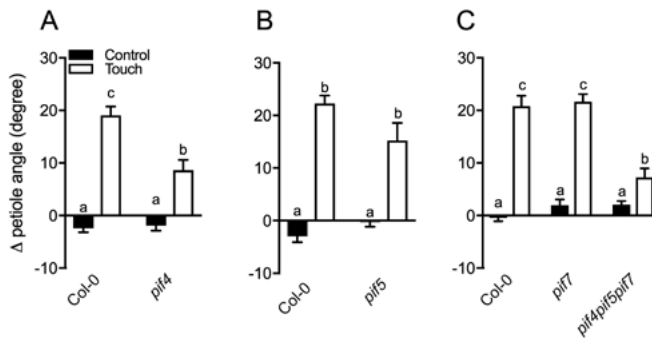 A
B
C
Control
Touch
Δ petiole angle (degree)
30
20
10
0
-10
a
c
a
b
Col-0
pif4
30
20
10
0
-10
a
b
a
b
Col-0
pif5
30
20
10
0
-10
a
c
a
c
a
b
Col-0
pif7
pif4pif5pif7